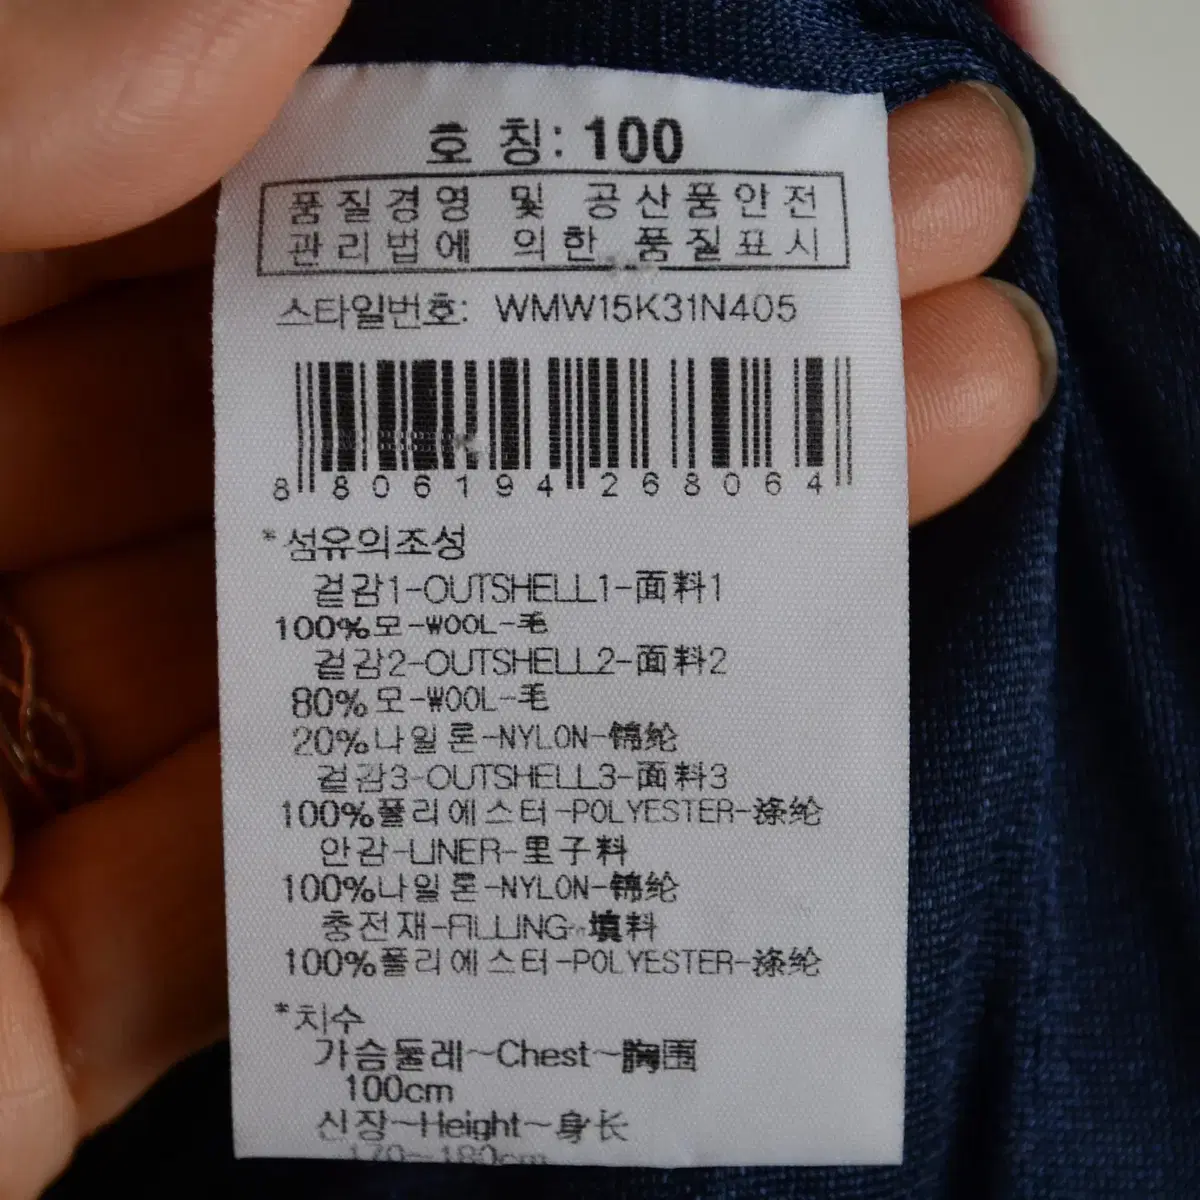 호 칭: 100
품질경영 및 공산품안전
관리법에 의한 품질표시
스타일번호: WMW15K31N405
8 806194 268064
*섬유의조성
겉감1-OUTSHELL1-面料1
100%모-WOOL-毛
겉감2-OUTSHELL2-面料2
80%모-WOOL-毛
20%나일론-NYLON-锦纶
겉감3-OUTSHELL3-面料3
100%폴리에스터-POLYESTER-涤纶
안감-LINER-里子料
100%나일론-NYLON-锦纶
충전재-FILLING-填料
100%폴리에스터-POLYESTER-涤纶
*치수
가슴둘레~Chest~胸围
100cm
신장~Height~身长
170~180cm